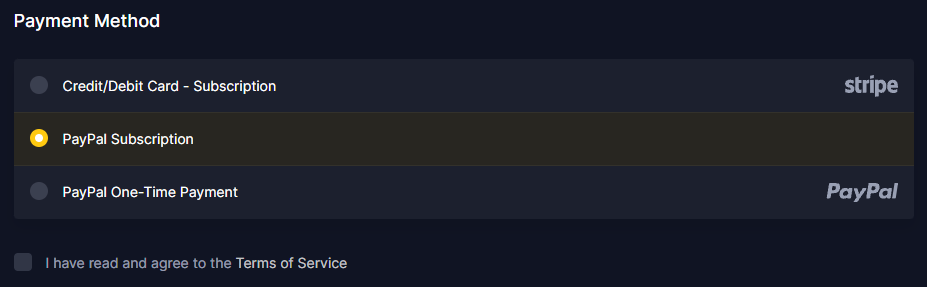 Payment Method
Credit/Debit Card - Subscription
stripe
PayPal Subscription
PayPal One-Time Payment
PayPal
I have read and agree to the Terms of Service